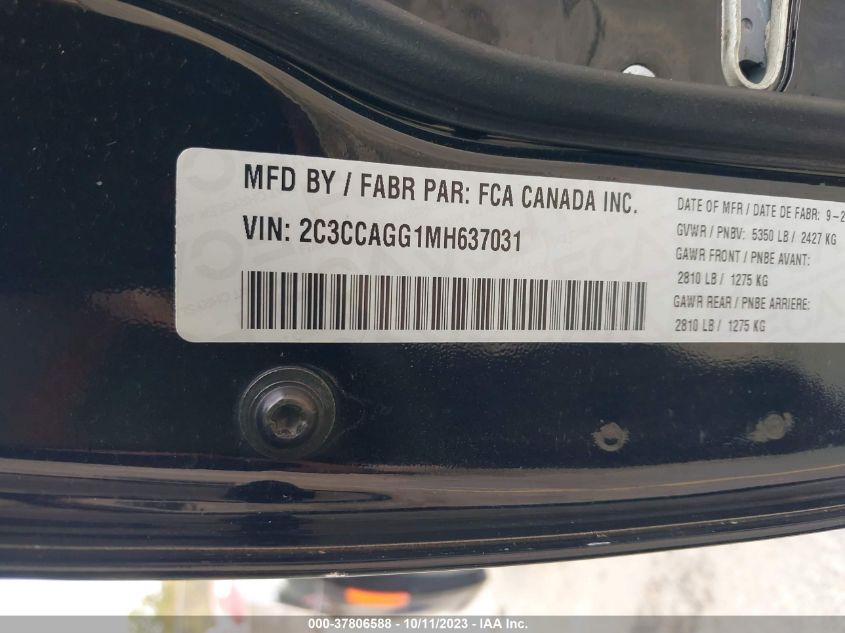 MFD BY / FABR PAR: FCA CANADA INC.
VIN: 2C3CCAGG1MH637031
DATE OF MFR / DATE DE FABR: 9-2
GVWR / PNBV: 5350 LB / 2427 KG
GAWR FRONT / PNBE AVANT:
2810 LB / 1275 KG
GAWR REAR / PNBE ARRIERE:
2810 LB / 1275 KG
000-37806588 - 10/11/2023 - IAA Inc.